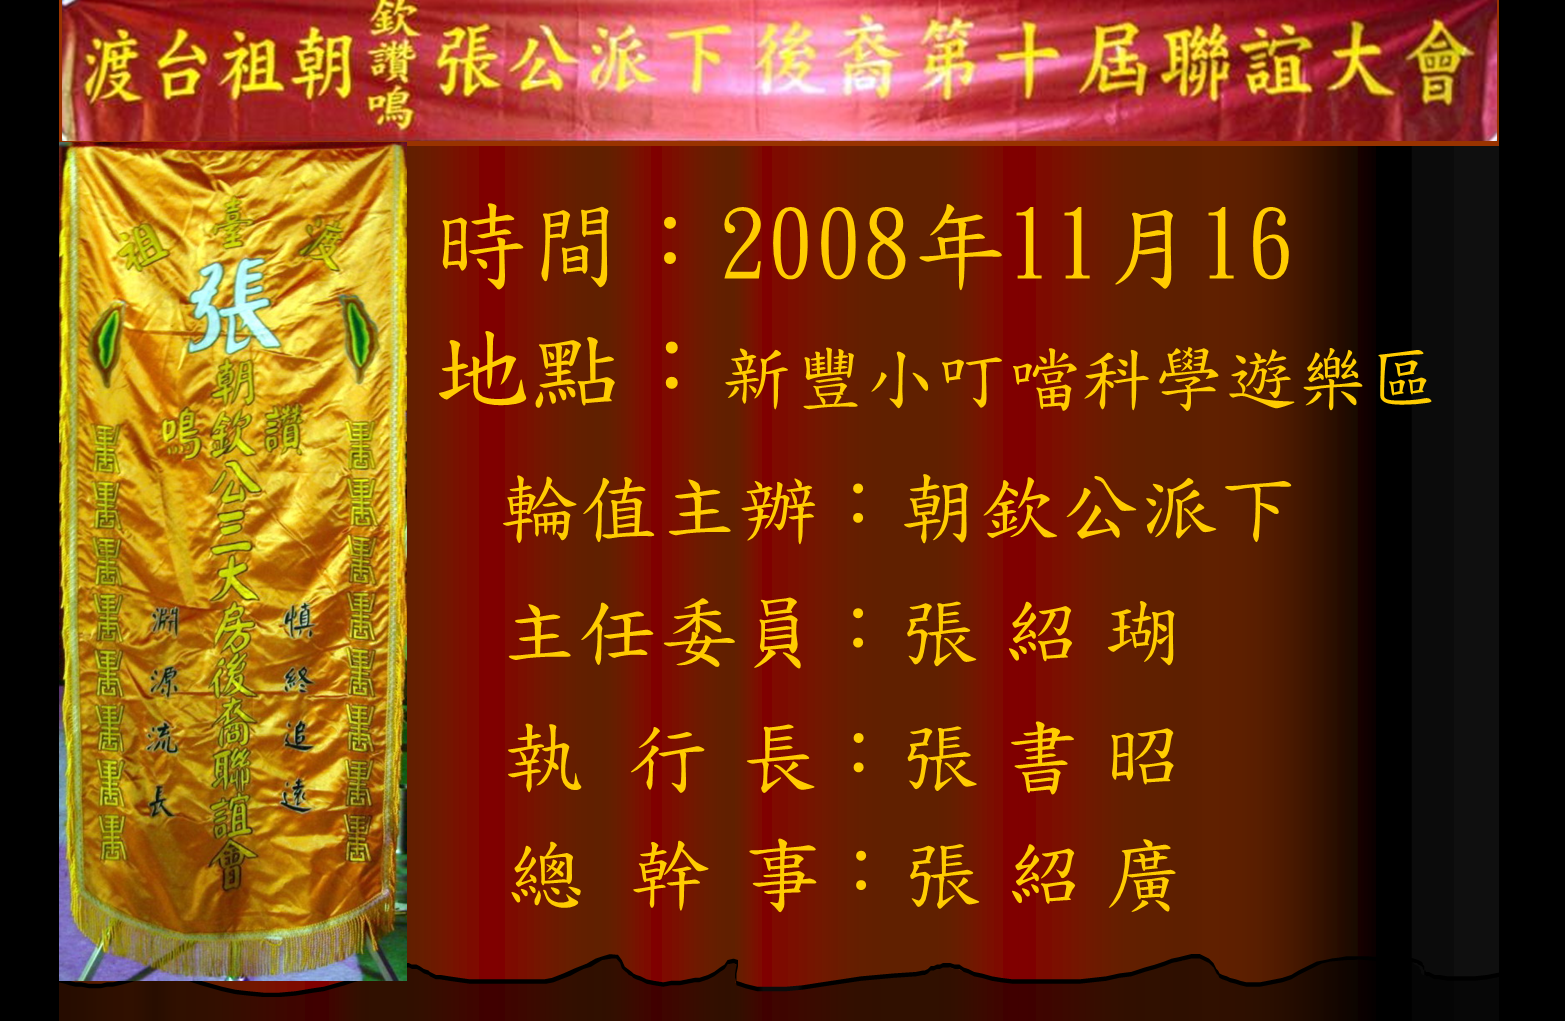 渡台祖朝欽讚鳴張公派下後裔第十屆聯誼大會
渡臺祖
張
朝
讚欽鳴
公三大房後裔聯誼會
慎終追遠
淵源流長
時間：2008年11月16
地點：新豐小叮噹科學遊樂區
輪值主辦：朝欽公派下
主任委員：張紹瑚
執行長：張書昭
總幹事：張紹廣